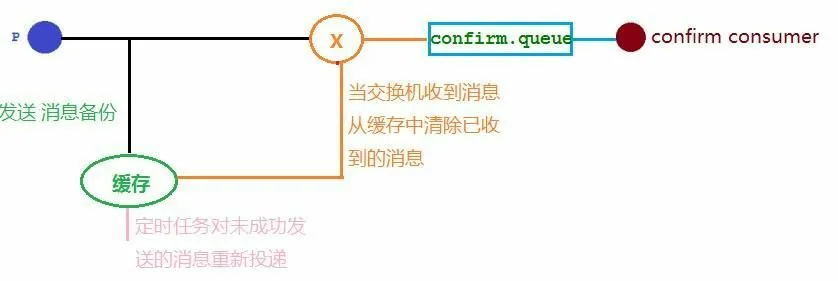 P
X
confirm.queue
confirm consumer
发送 消息备份
当交换机收到消息
从缓存中清除已收
到的消息
缓存
定时任务对未成功发
送的消息重新投递